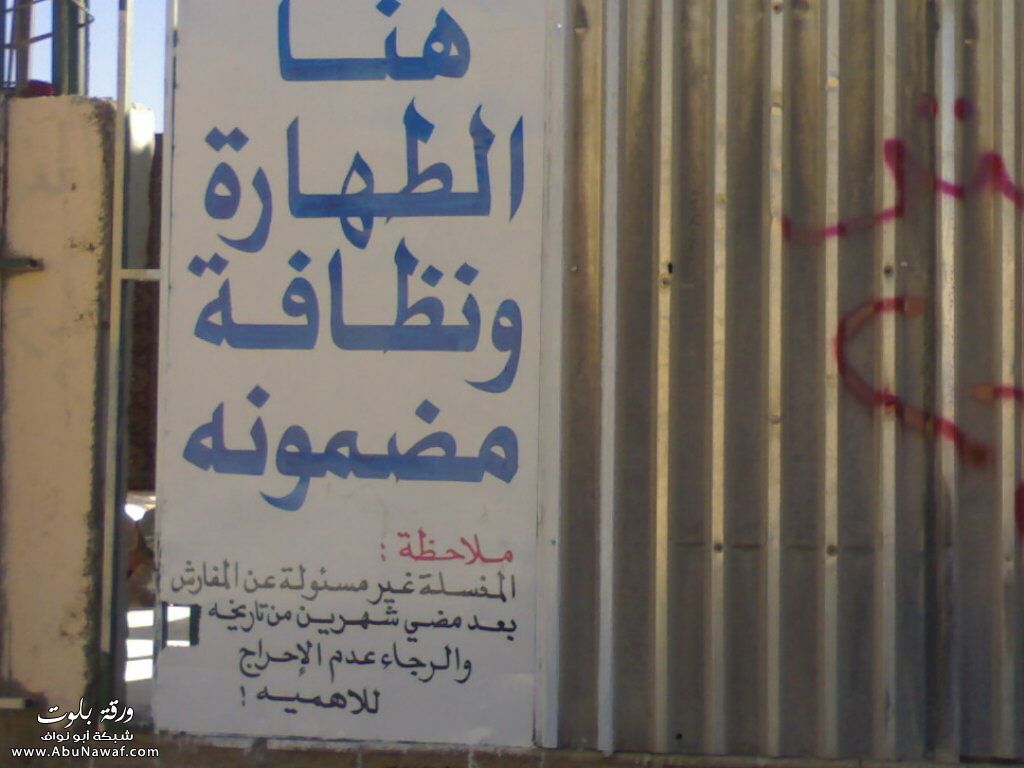 هنا
الطهارة
ونظافة
مضمونه
ملاحظة :
المغسلة غير مسئولة عن المفارش
بعد مضي شهرين من تاريخه
والرجاء عدم الإحراج
للاهميه !
ورقة بلوت
شبكة أبو نواف
www.AbuNawaf.com